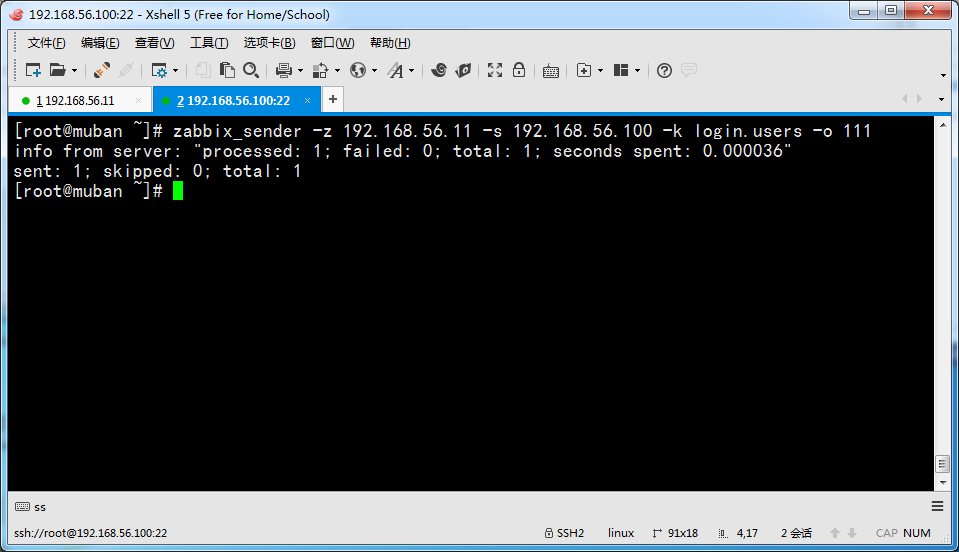 192.168.56.100:22 - Xshell 5 (Free for Home/School)
文件(F) 编辑(E) 查看(V) 工具(T) 选项卡(B) 窗口(W) 帮助(H)
1 192.168.56.11 × 2 192.168.56.100:22 × +
[root@muban ~]# zabbix_sender -z 192.168.56.11 -s 192.168.56.100 -k login.users -o 111
info from server: "processed: 1; failed: 0; total: 1; seconds spent: 0.000036"
sent: 1; skipped: 0; total: 1
[root@muban ~]#
ss
ssh://root@192.168.56.100:22 SSH2 linux 91x18 4,17 2 会话 CAP NUM